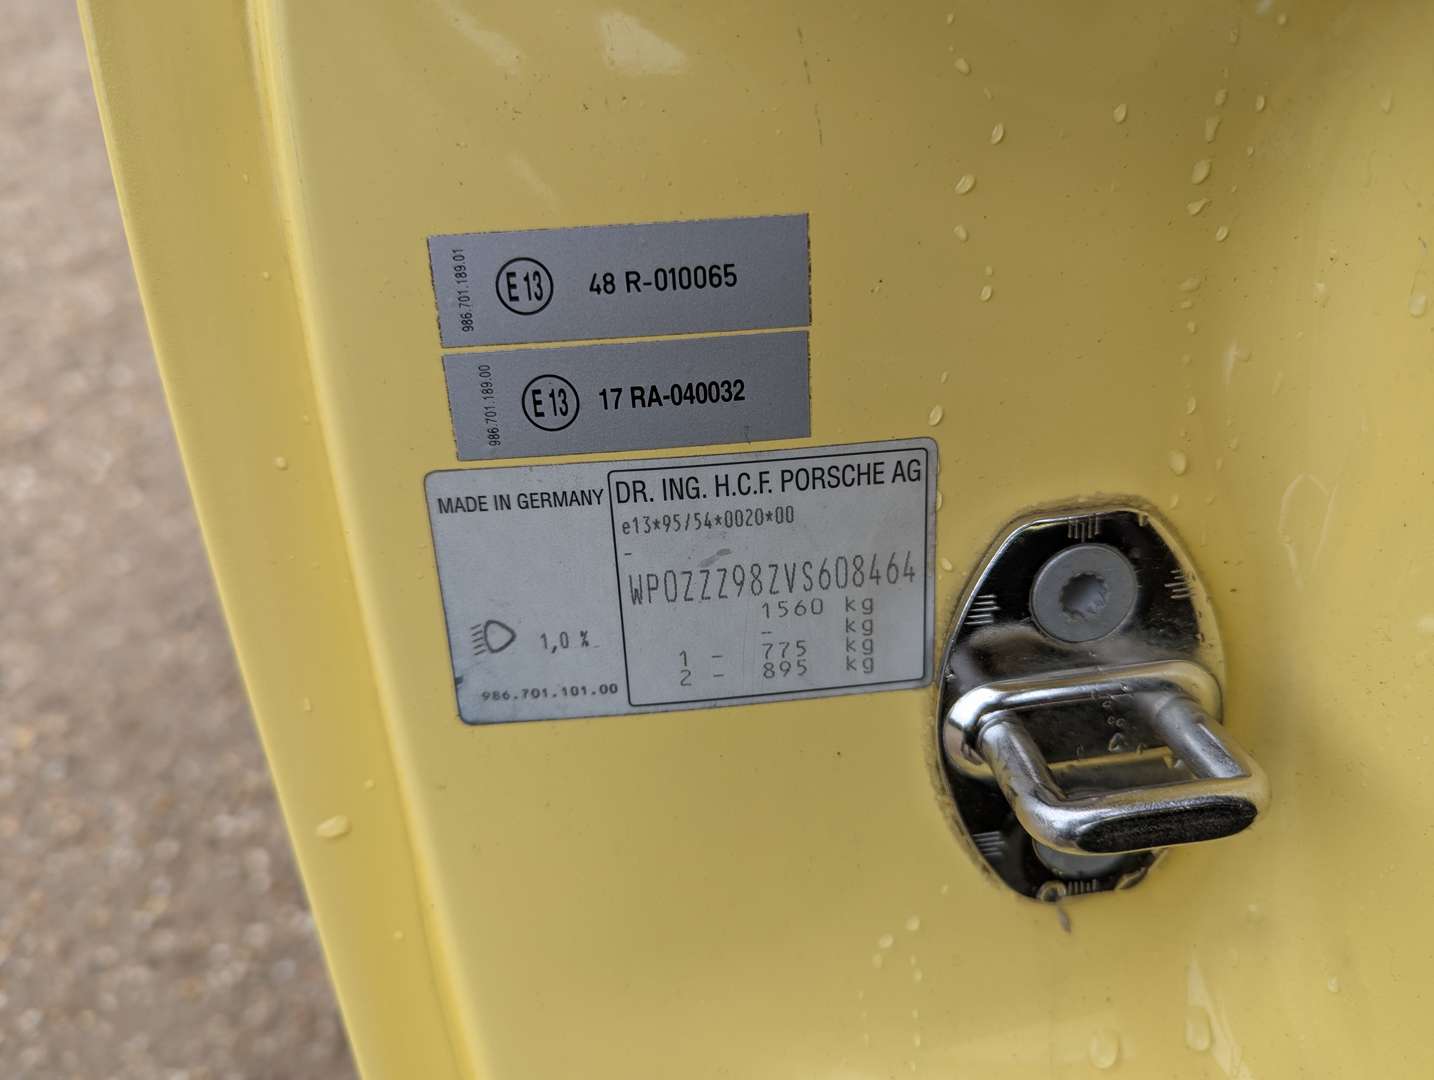 986.701.189.01
E 13 48 R-010065
986.701.189.00
E 13 17 RA-040032
MADE IN GERMANY
DR. ING. H.C.F. PORSCHE AG
e13*95/54*0020*00
-
WP0ZZZ98ZVS608464
1560 kg
- kg
1 - 775 kg
2 - 895 kg
1,0 %
986.701.101.00